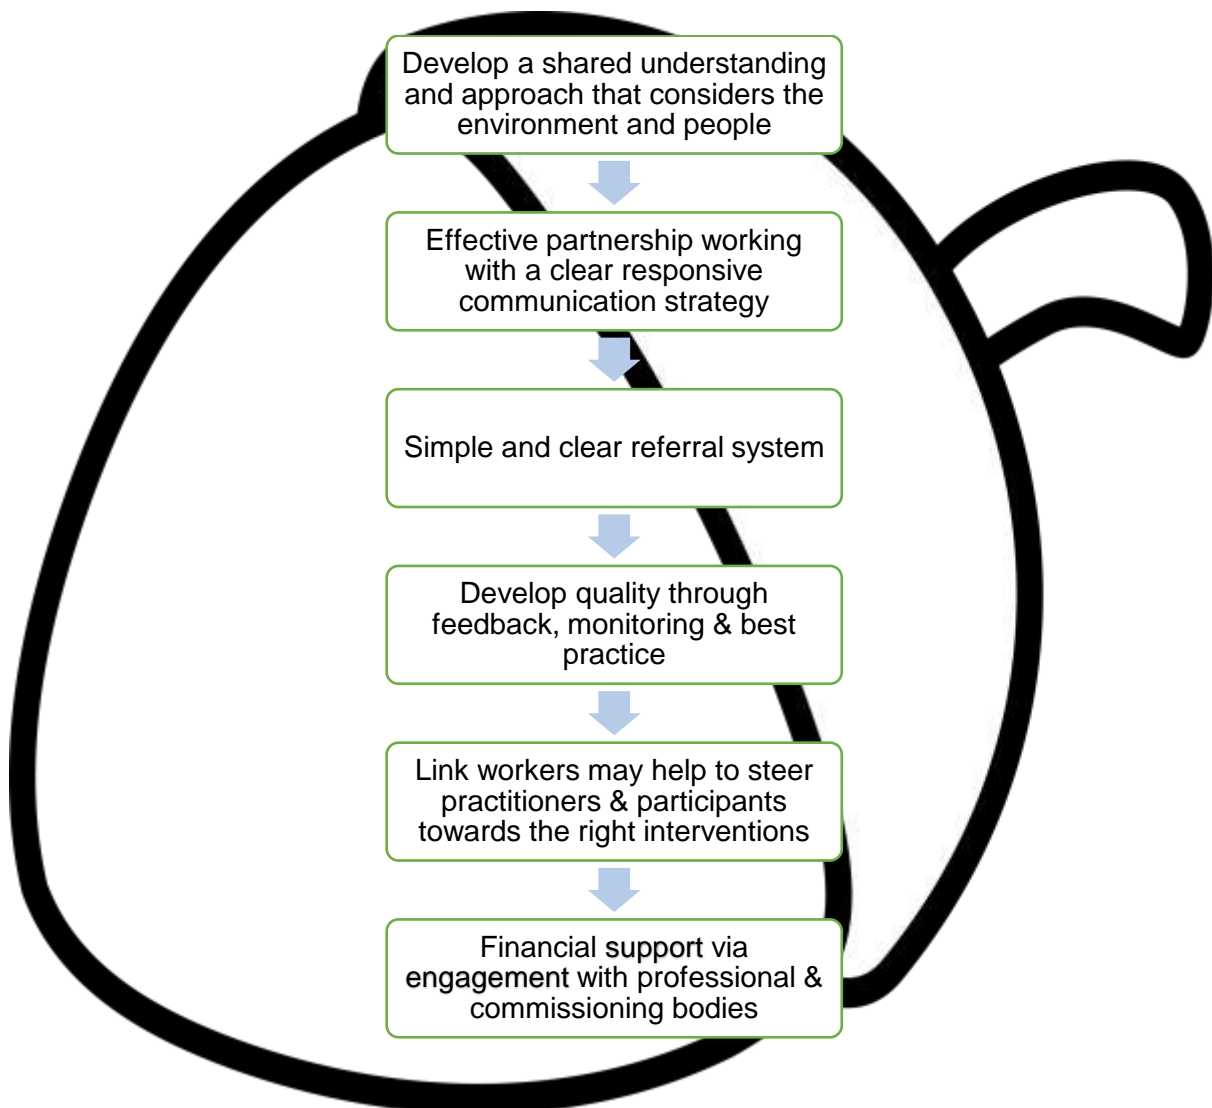 Develop a shared understanding
and approach that considers the
environment and people
Effective partnership working
with a clear responsive
communication strategy
Simple and clear referral system
Develop quality through
feedback, monitoring & best
practice
Link workers may help to steer
practitioners & participants
towards the right interventions
Financial support via
engagement with professional &
commissioning bodies